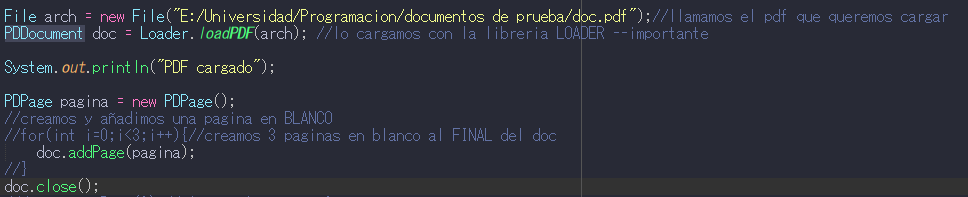 File arch = new File("E:/Universidad/Programacion/documentos de prueba/doc.pdf");//llamamos el pdf que queremos cargar
PDDocument doc = Loader.loadPDF(arch); //lo cargamos con la libreria LOADER --importante
System.out.println("PDF cargado");
PDPage pagina = new PDPage();
//creamos y añadimos una pagina en BLANCO
//for(int i=0;i<3;i++){//creamos 3 paginas en blanco al FINAL del doc
doc.addPage(pagina);
//}
doc.close();